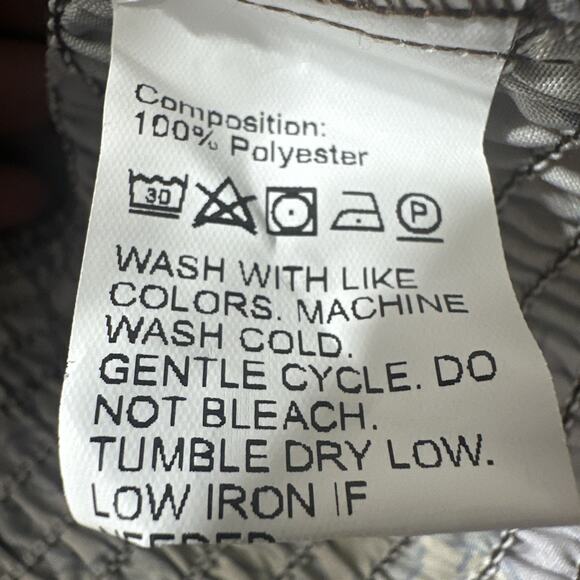 Composition:
100% Polyester
30 P
WASH WITH LIKE
COLORS. MACHINE
WASH COLD.
GENTLE CYCLE. DO
NOT BLEACH.
TUMBLE DRY LOW.
LOW IRON IF
NEEDED